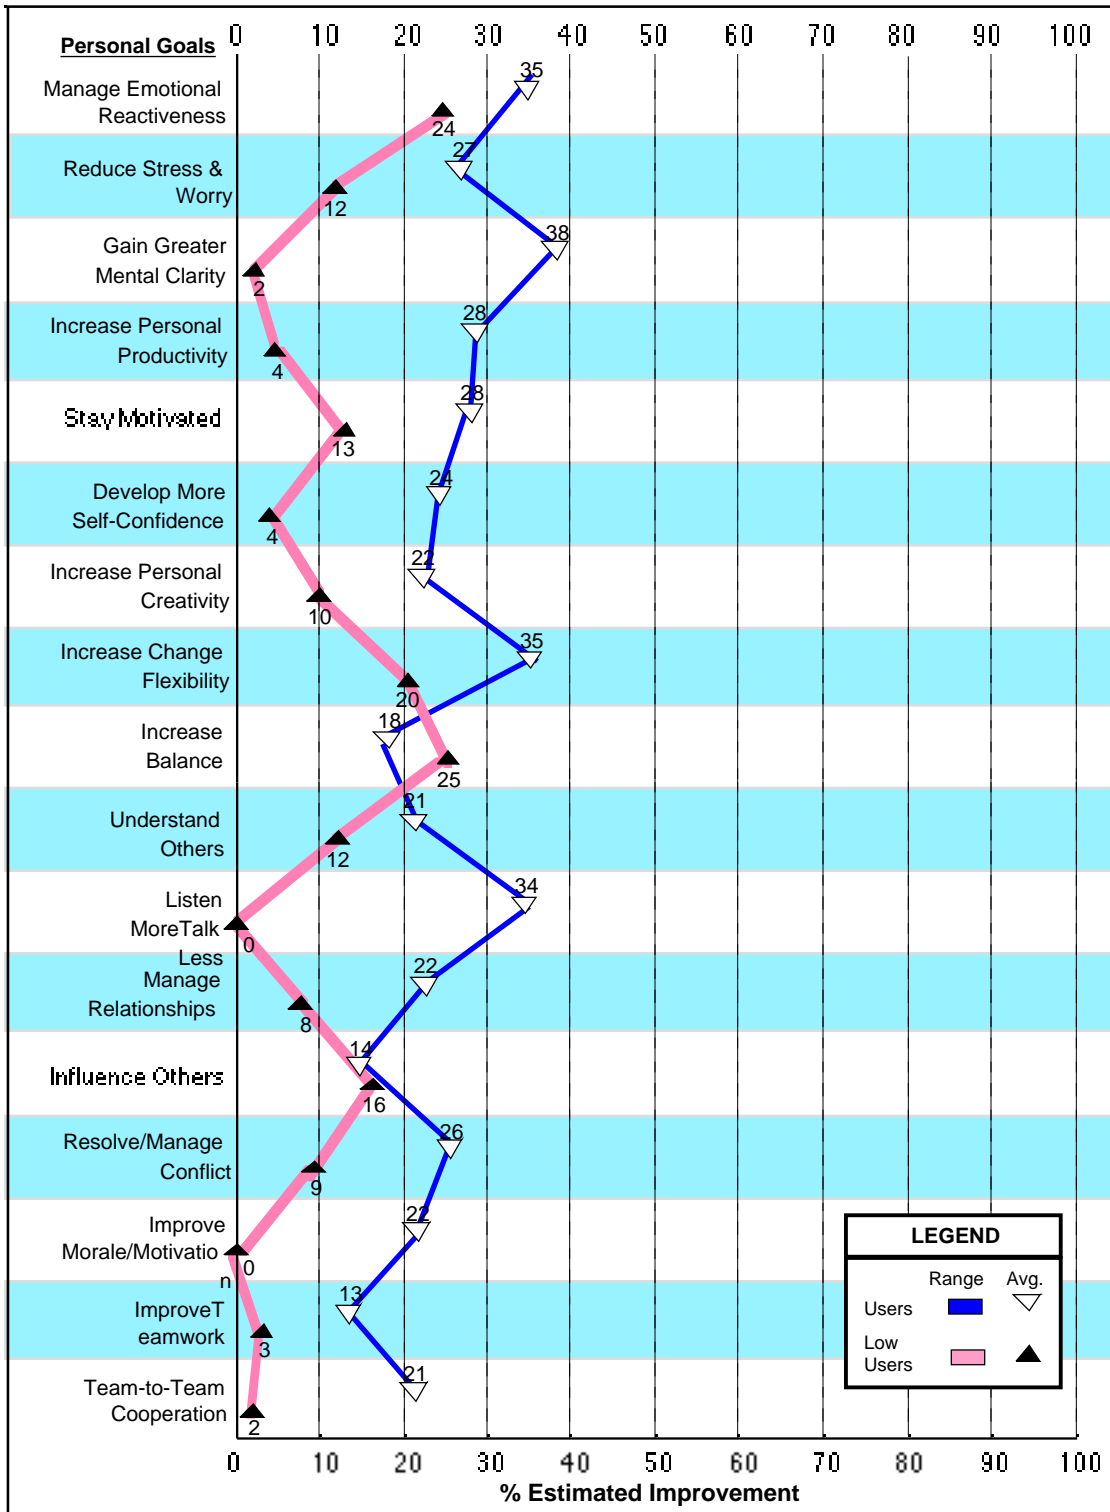 0 10 20 30 40 50 60 70 80 90 100
Personal Goals
35
Manage Emotional
Reactiveness
24
27
Reduce Stress &
Worry
12
38
Gain Greater
Mental Clarity
2
28
Increase Personal
Productivity
4
28
Stay Motivated
13
24
Develop More
Self-Confidence
4
22
Increase Personal
Creativity
10
35
Increase Change
Flexibility
20
18
Increase
Balance
25
21
Understand
Others
12
34
Listen
MoreTalk
0
Less
22
Manage
Relationships
8
14
Influence Others
16
26
Resolve/Manage
Conflict
9
22
Improve
Morale/Motivatio
0
n
13
ImproveT
eamwork
3
21
Team-to-Team
Cooperation
2
LEGEND
Range Avg.
Users
Low
Users
0 10 20 30 40 50 60 70 80 90 100
% Estimated Improvement